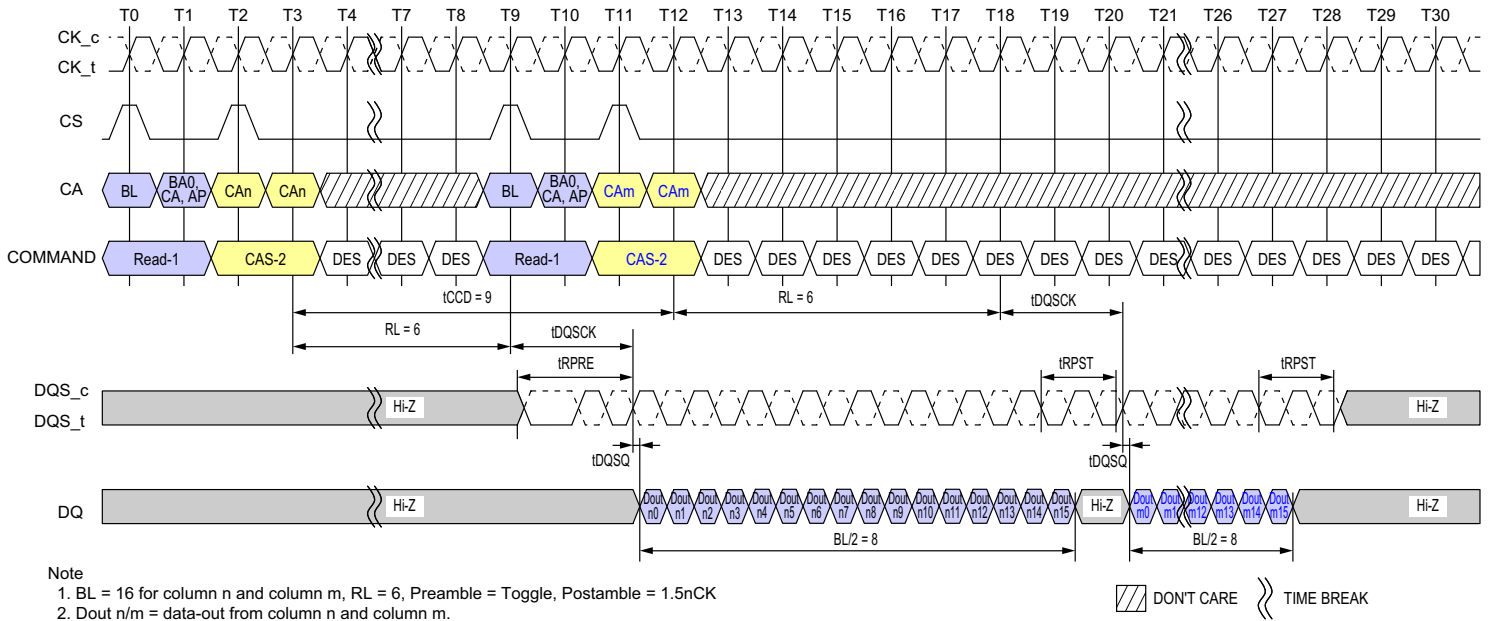 T0 T1 T2 T3 T4 T7 T8 T9 T10 T11 T12 T13 T14 T15 T16 T17 T18 T19 T20 T21 T26 T27 T28 T29 T30
CK_c
CK_t
CS
CA BL BA0, CA, AP CAn CAn BL BA0, CA, AP CAm CAm
COMMAND Read-1 CAS-2 DES DES DES Read-1 CAS-2 DES DES DES DES DES DES DES DES DES DES DES DES DES DES
tCCD = 9 RL = 6 tDQSCK
RL = 6 tDQSCK
tRPRE tRPST tRPST
DQS_c
DQS_t
Hi-Z Hi-Z
tDQSQ tDQSQ
DQ Hi-Z Dout n0 Dout n1 Dout n2 Dout n3 Dout n4 Dout n5 Dout n6 Dout n7 Dout n8 Dout n9 Dout n10 Dout n11 Dout n12 Dout n13 Dout n14 Dout n15 Hi-Z Dout m0 Dout m1 Dout m12 Dout m13 Dout m14 Dout m15 Hi-Z
BL/2 = 8 BL/2 = 8
Note
1. BL = 16 for column n and column m, RL = 6, Preamble = Toggle, Postamble = 1.5nCK
2. Dout n/m = data-out from column n and column m.
DON'T CARE TIME BREAK